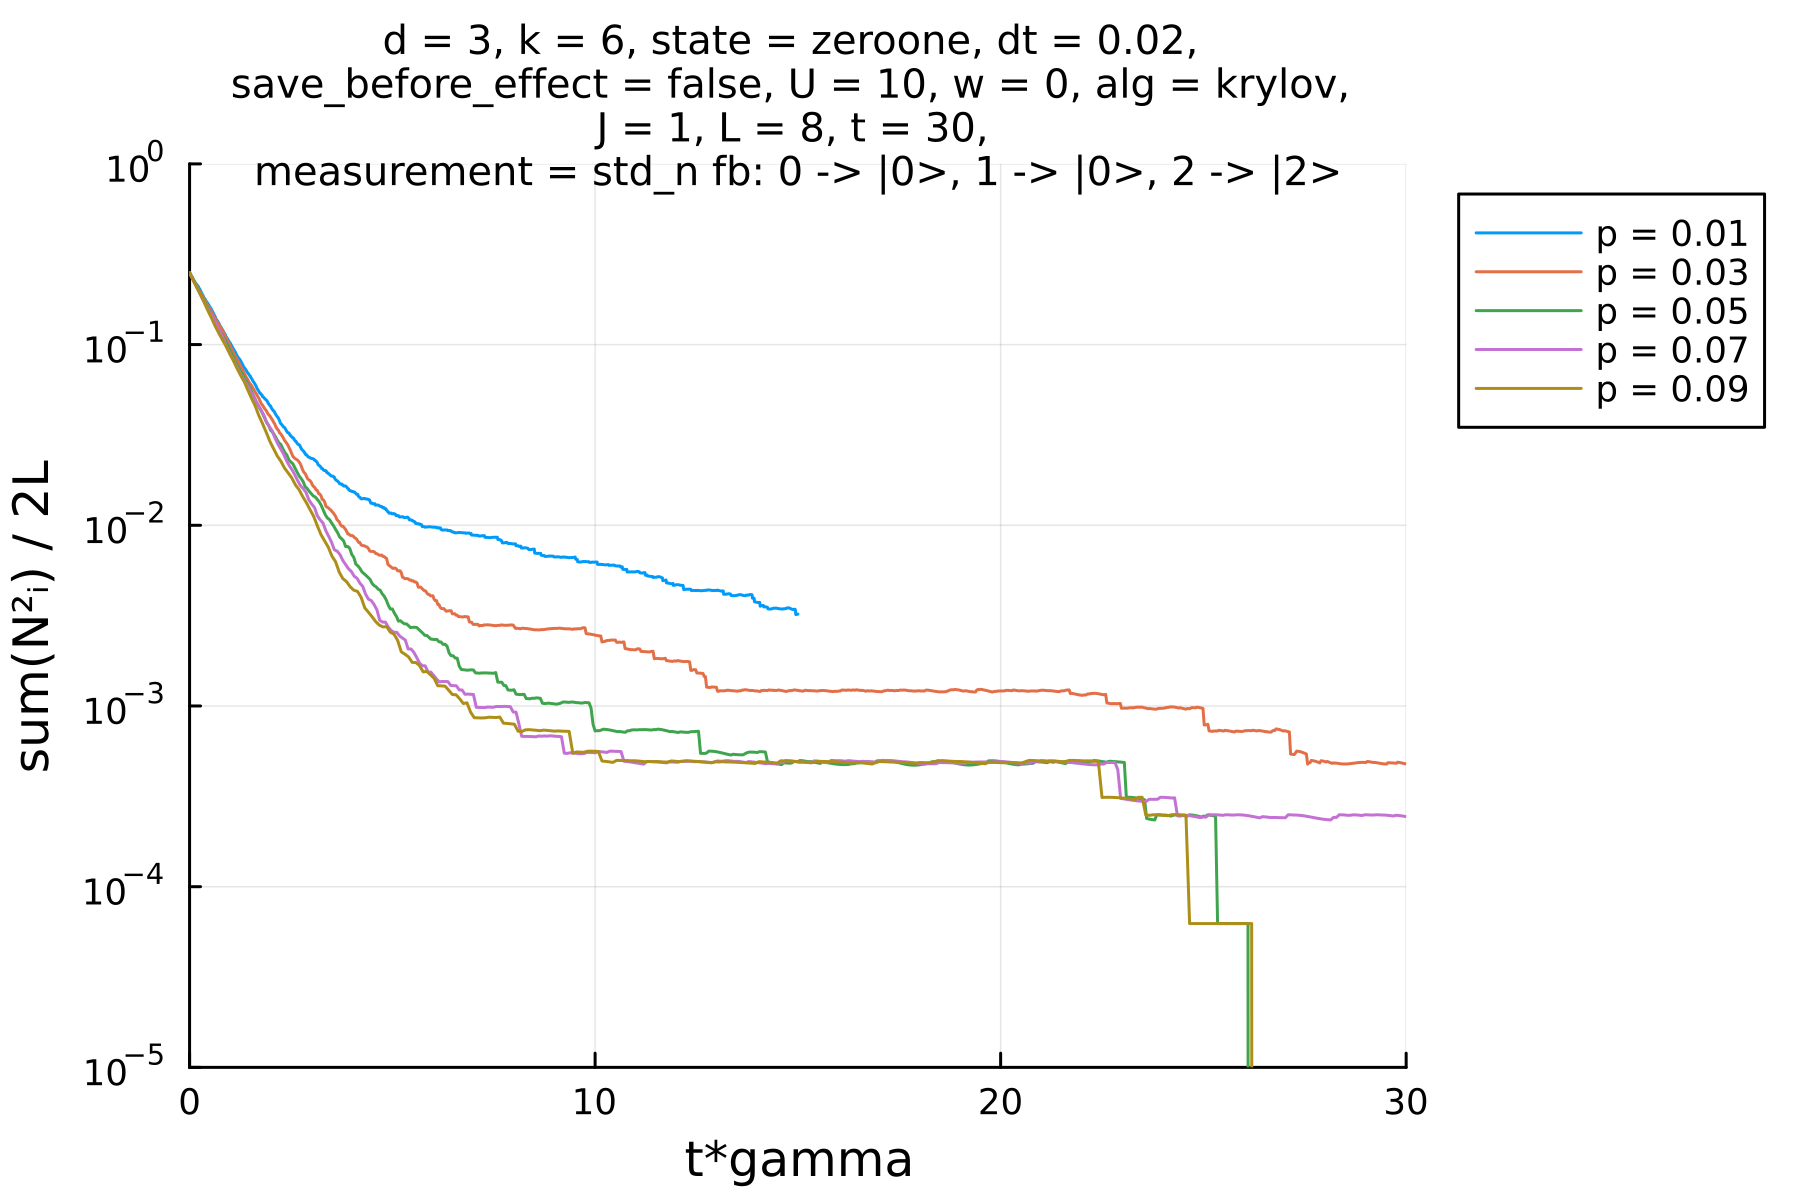 d = 3, k = 6, state = zeroone, dt = 0.02,
save_before_effect = false, U = 10, w = 0, alg = krylov,
J = 1, L = 8, t = 30,
measurement = std_n fb: 0 -> |0>, 1 -> |0>, 2 -> |2>
10⁰
10⁻¹
10⁻²
10⁻³
10⁻⁴
10⁻⁵
sum(N²ᵢ) / 2L
0 10 20 30
t*gamma
p = 0.01
p = 0.03
p = 0.05
p = 0.07
p = 0.09